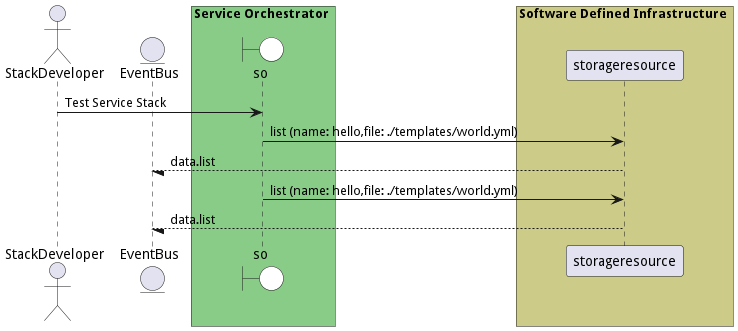 Service Orchestrator
Software Defined Infrastructure
StackDeveloper
EventBus
so
storageresource
Test Service Stack
list (name: hello,file: ./templates/world.yml)
data.list
list (name: hello,file: ./templates/world.yml)
data.list
StackDeveloper
EventBus
so
storageresource